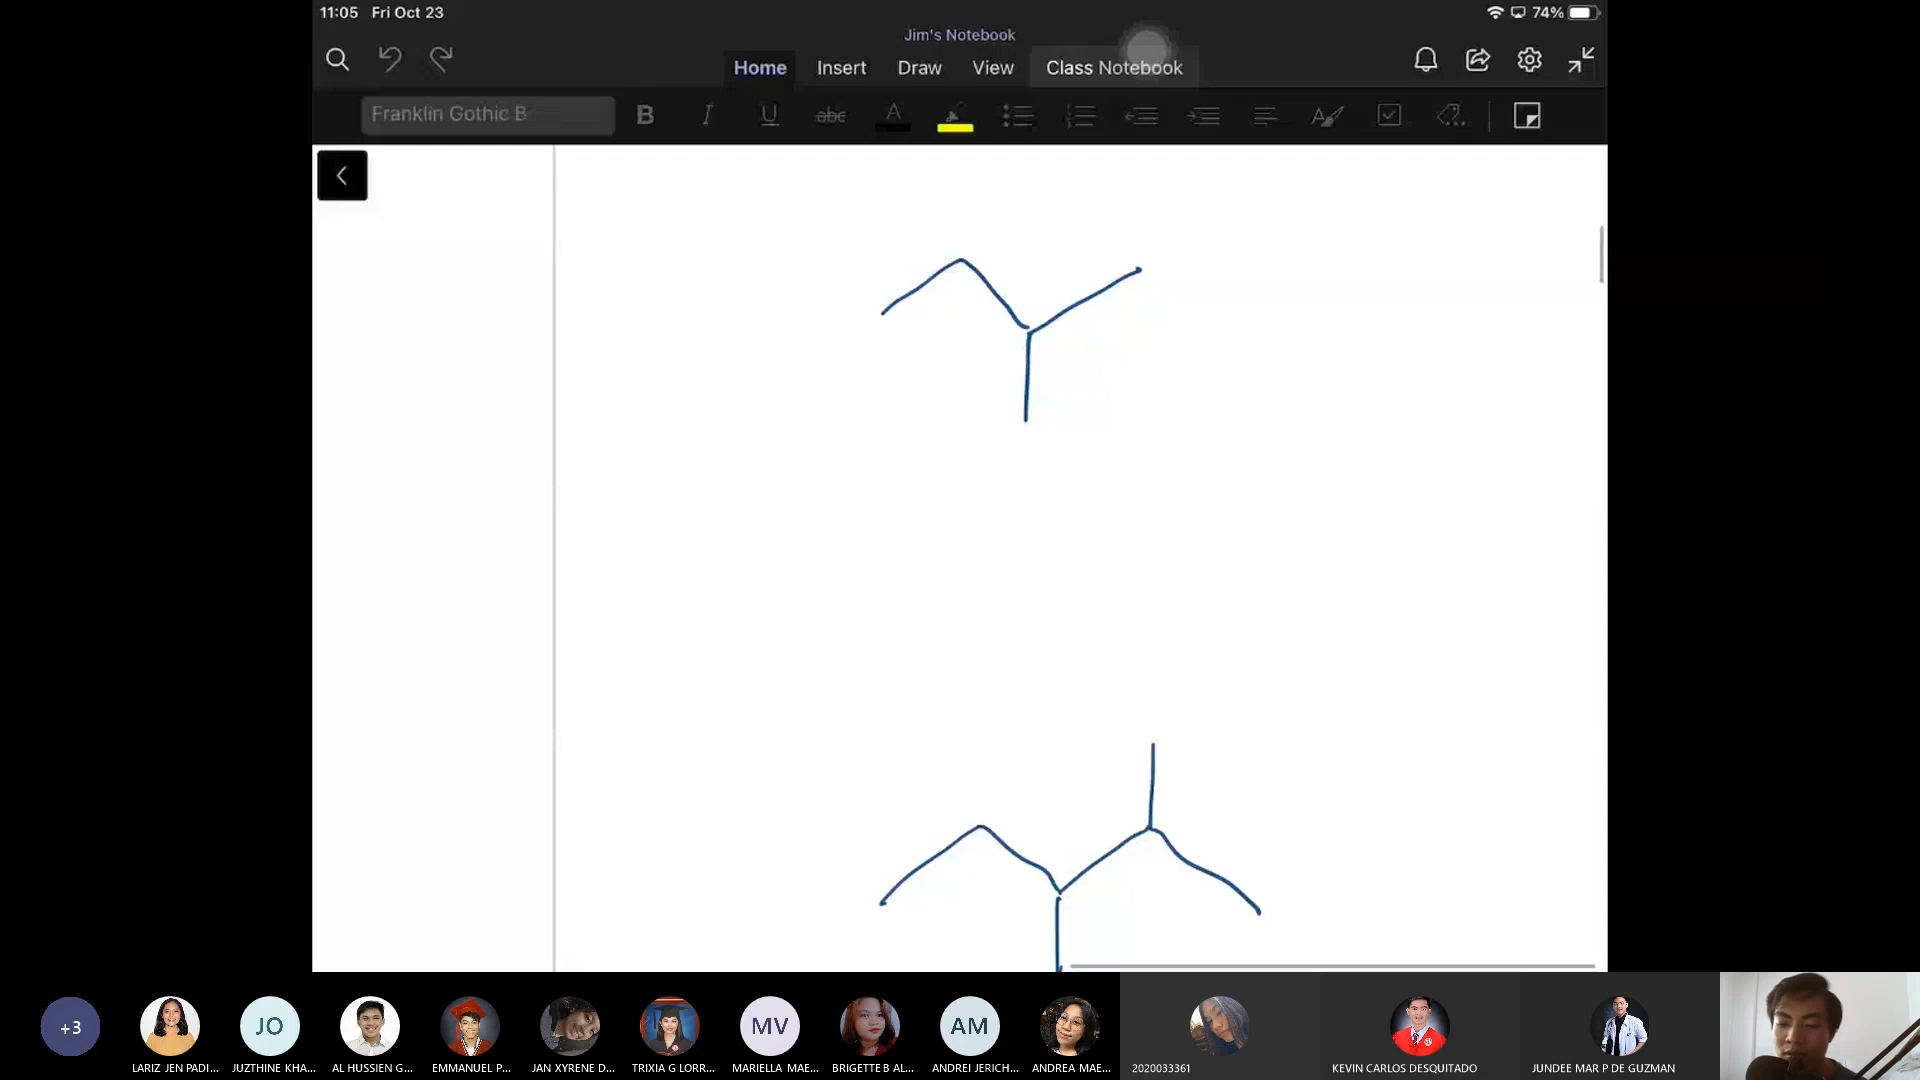 11:05 Fri Oct 23
74%
Jim's Notebook
Home Insert Draw View Class Notebook
Franklin Gothic B
B I U abc A
+3
JO
MV
AM
LARIZ JEN PADI...
JUZTHINE KHA...
AL HUSSIEN G...
EMMANUEL P...
JAN XYRENE D...
TRIXIA G LORR...
MARIELLA MAE...
BRIGETTE B AL...
ANDREI JERICH...
ANDREA MAE...
2020033361
KEVIN CARLOS DESQUITADO
JUNDEE MAR P DE GUZMAN